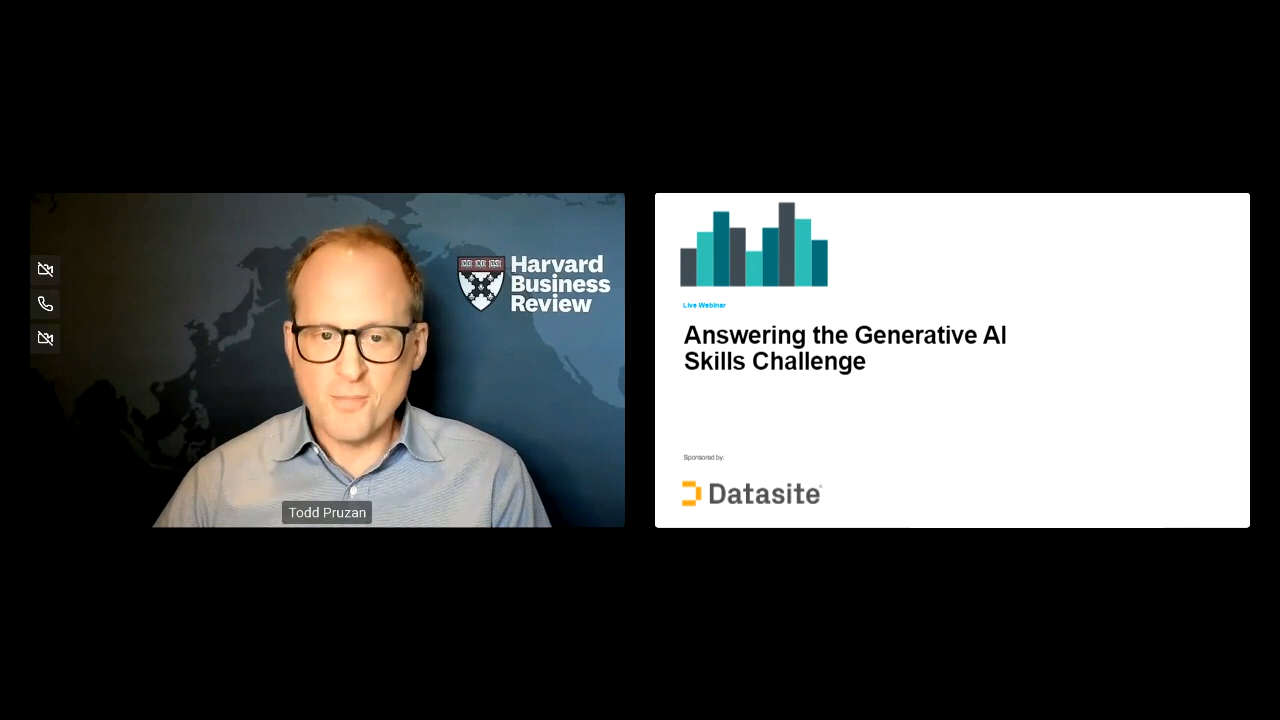 Harvard
Business
Review
Todd Pruzan
Live Webinar
Answering the Generative AI
Skills Challenge
Sponsored by:
Datasite